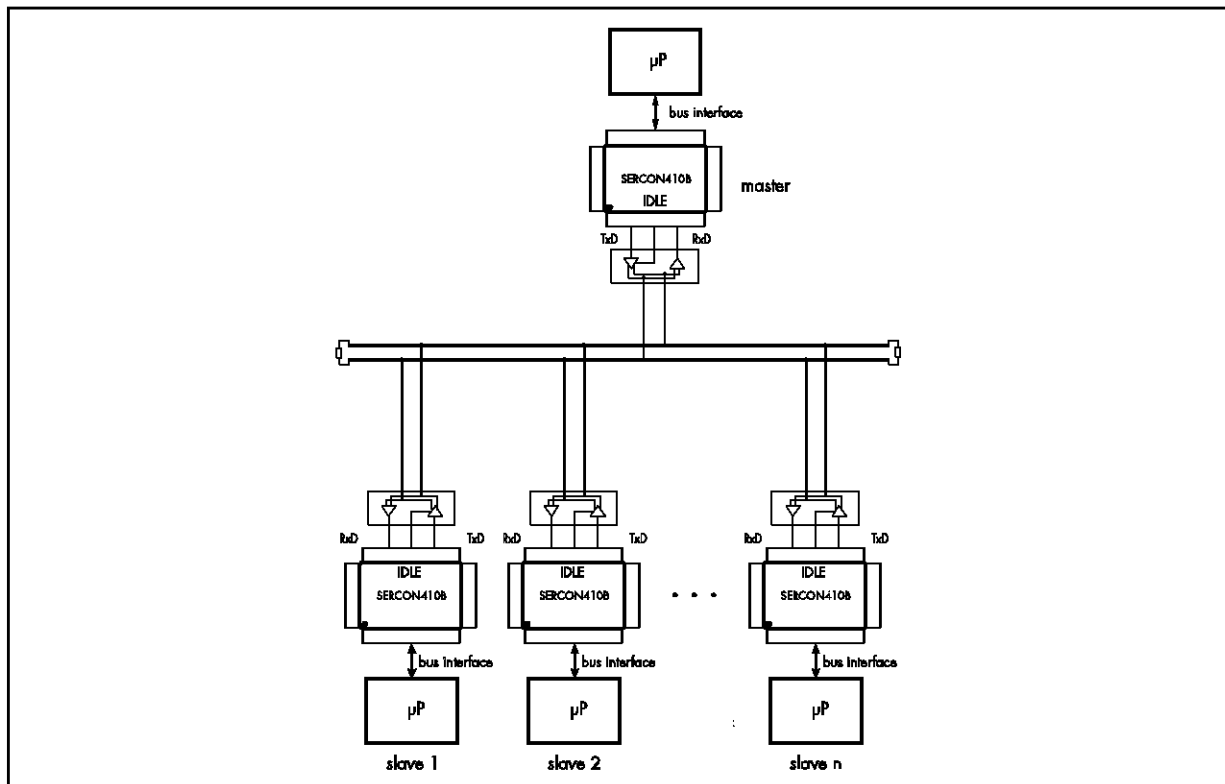 µP
bus interface
SERCON410B
IDLE
master
TxD RxD
RxD TxD RxD TxD RxD TxD
IDLE IDLE IDLE
SERCON410B SERCON410B • • • SERCON410B
bus interface bus interface bus interface
µP µP µP
slave 1 slave 2 slave n